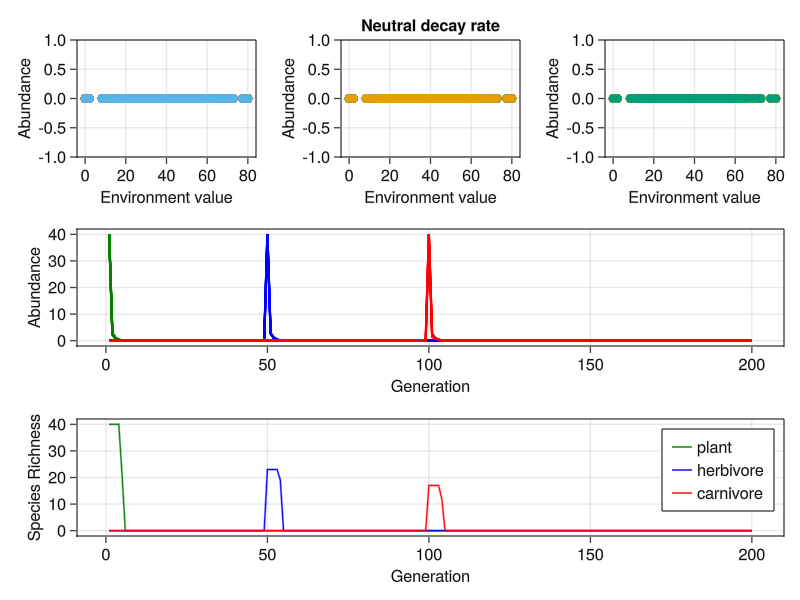 Neutral decay rate
Abundance
1.0
0.5
0.0
-0.5
-1.0
0 20 40 60 80
Environment value
Abundance
1.0
0.5
0.0
-0.5
-1.0
0 20 40 60 80
Environment value
Abundance
1.0
0.5
0.0
-0.5
-1.0
0 20 40 60 80
Environment value
Abundance
40
30
20
10
0
0 50 100 150 200
Generation
Species Richness
40
30
20
10
0
plant
herbivore
carnivore
0 50 100 150 200
Generation